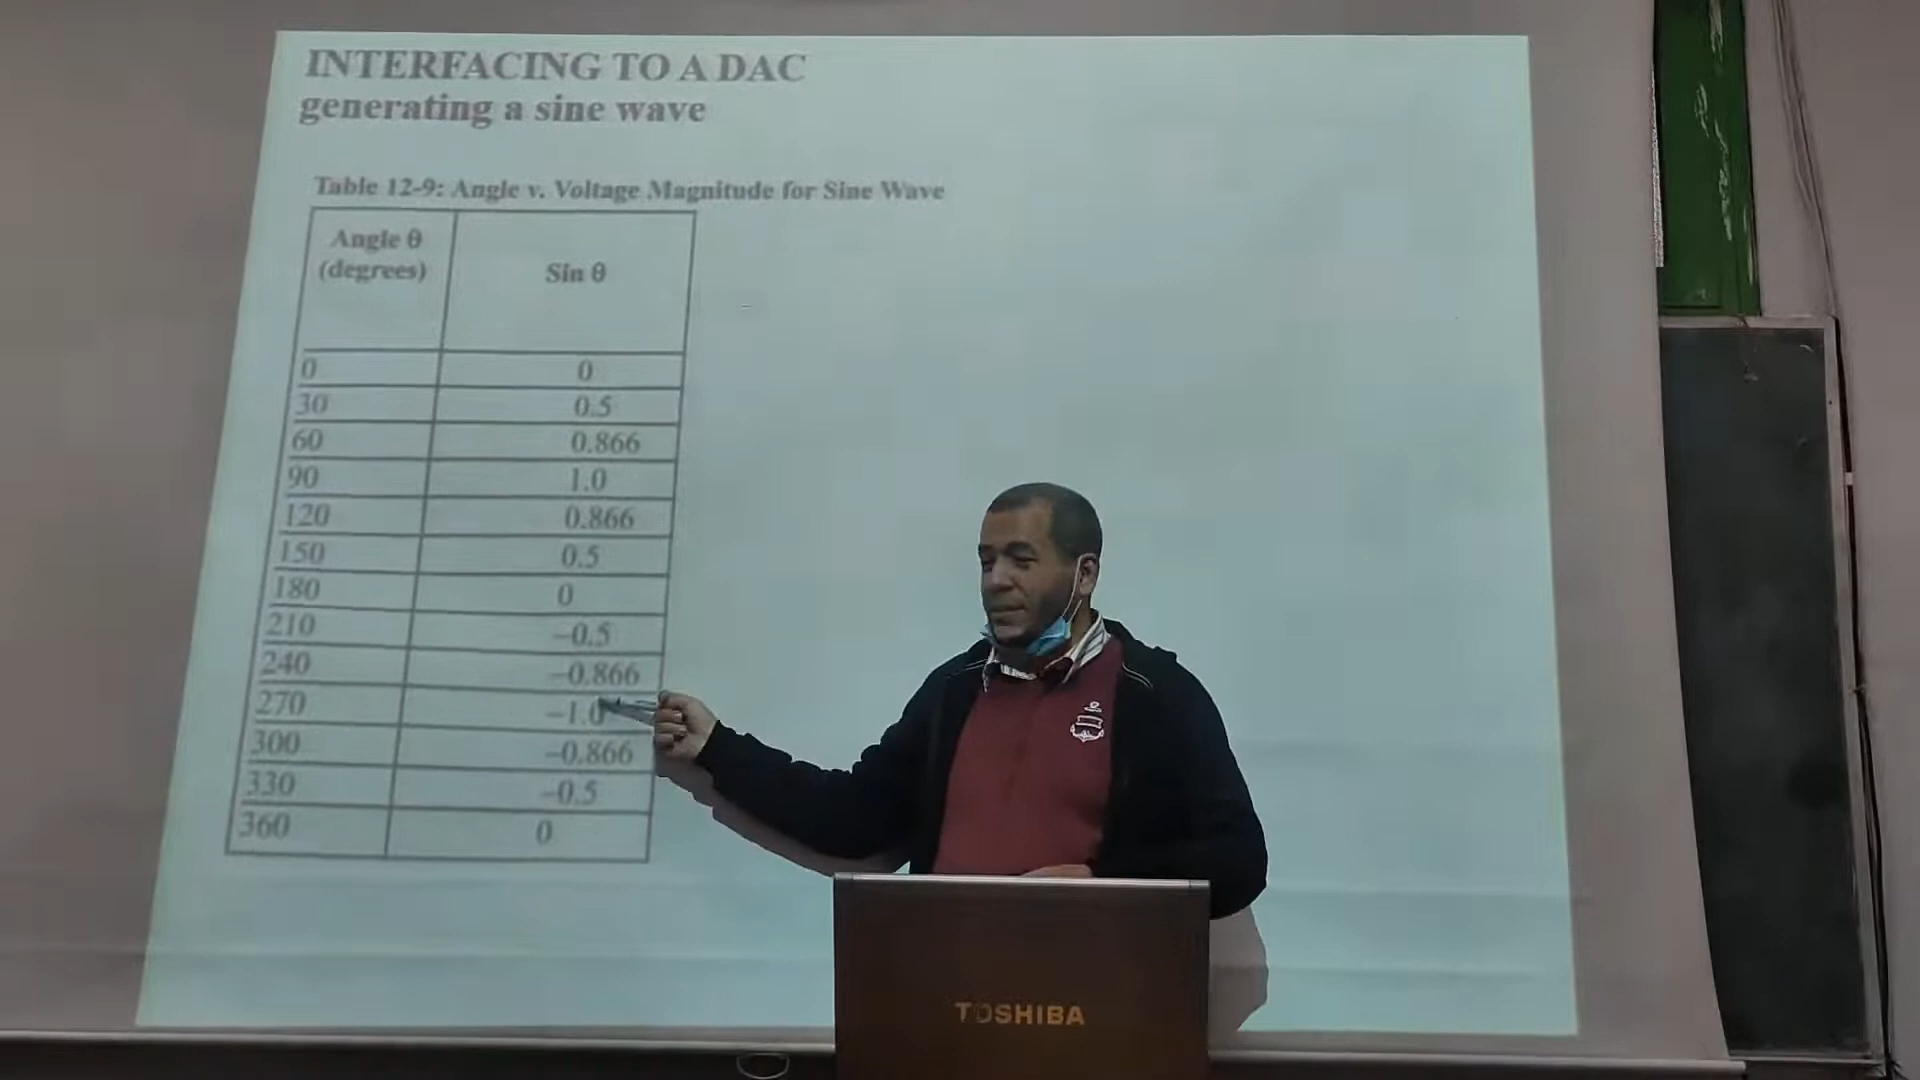 INTERFACING TO A DAC
generating a sine wave
Table 12-9: Angle v. Voltage Magnitude for Sine Wave
Angle θ
(degrees)
Sin θ
0 0
30 0.5
60 0.866
90 1.0
120 0.866
150 0.5
180 0
210 −0.5
240 −0.866
270 −1.0
300 −0.866
330 −0.5
360 0
TOSHIBA